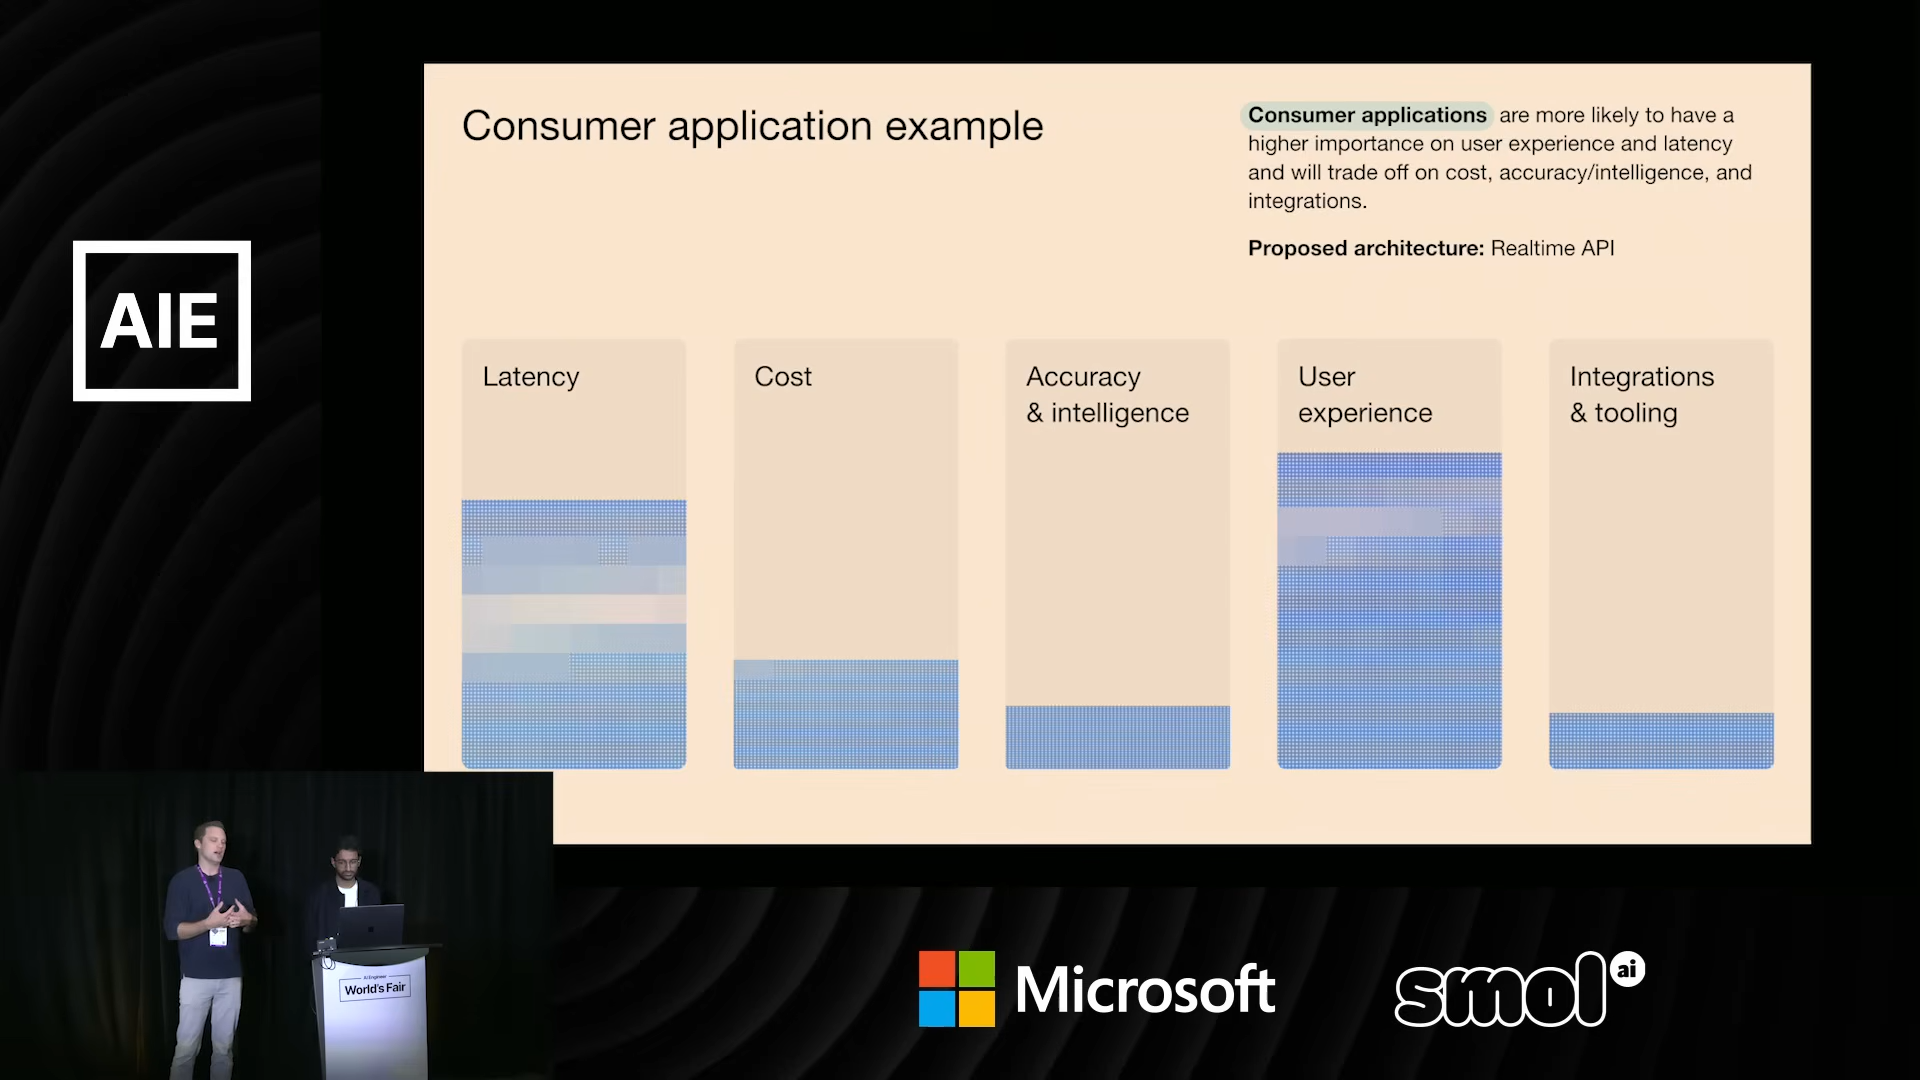 AIE
Consumer application example
Consumer applications are more likely to have a
higher importance on user experience and latency
and will trade off on cost, accuracy/intelligence, and
integrations.
Proposed architecture: Realtime API
Latency
Cost
Accuracy
& intelligence
User
experience
Integrations
& tooling
AI Engineer
World's Fair
Microsoft
smol ai